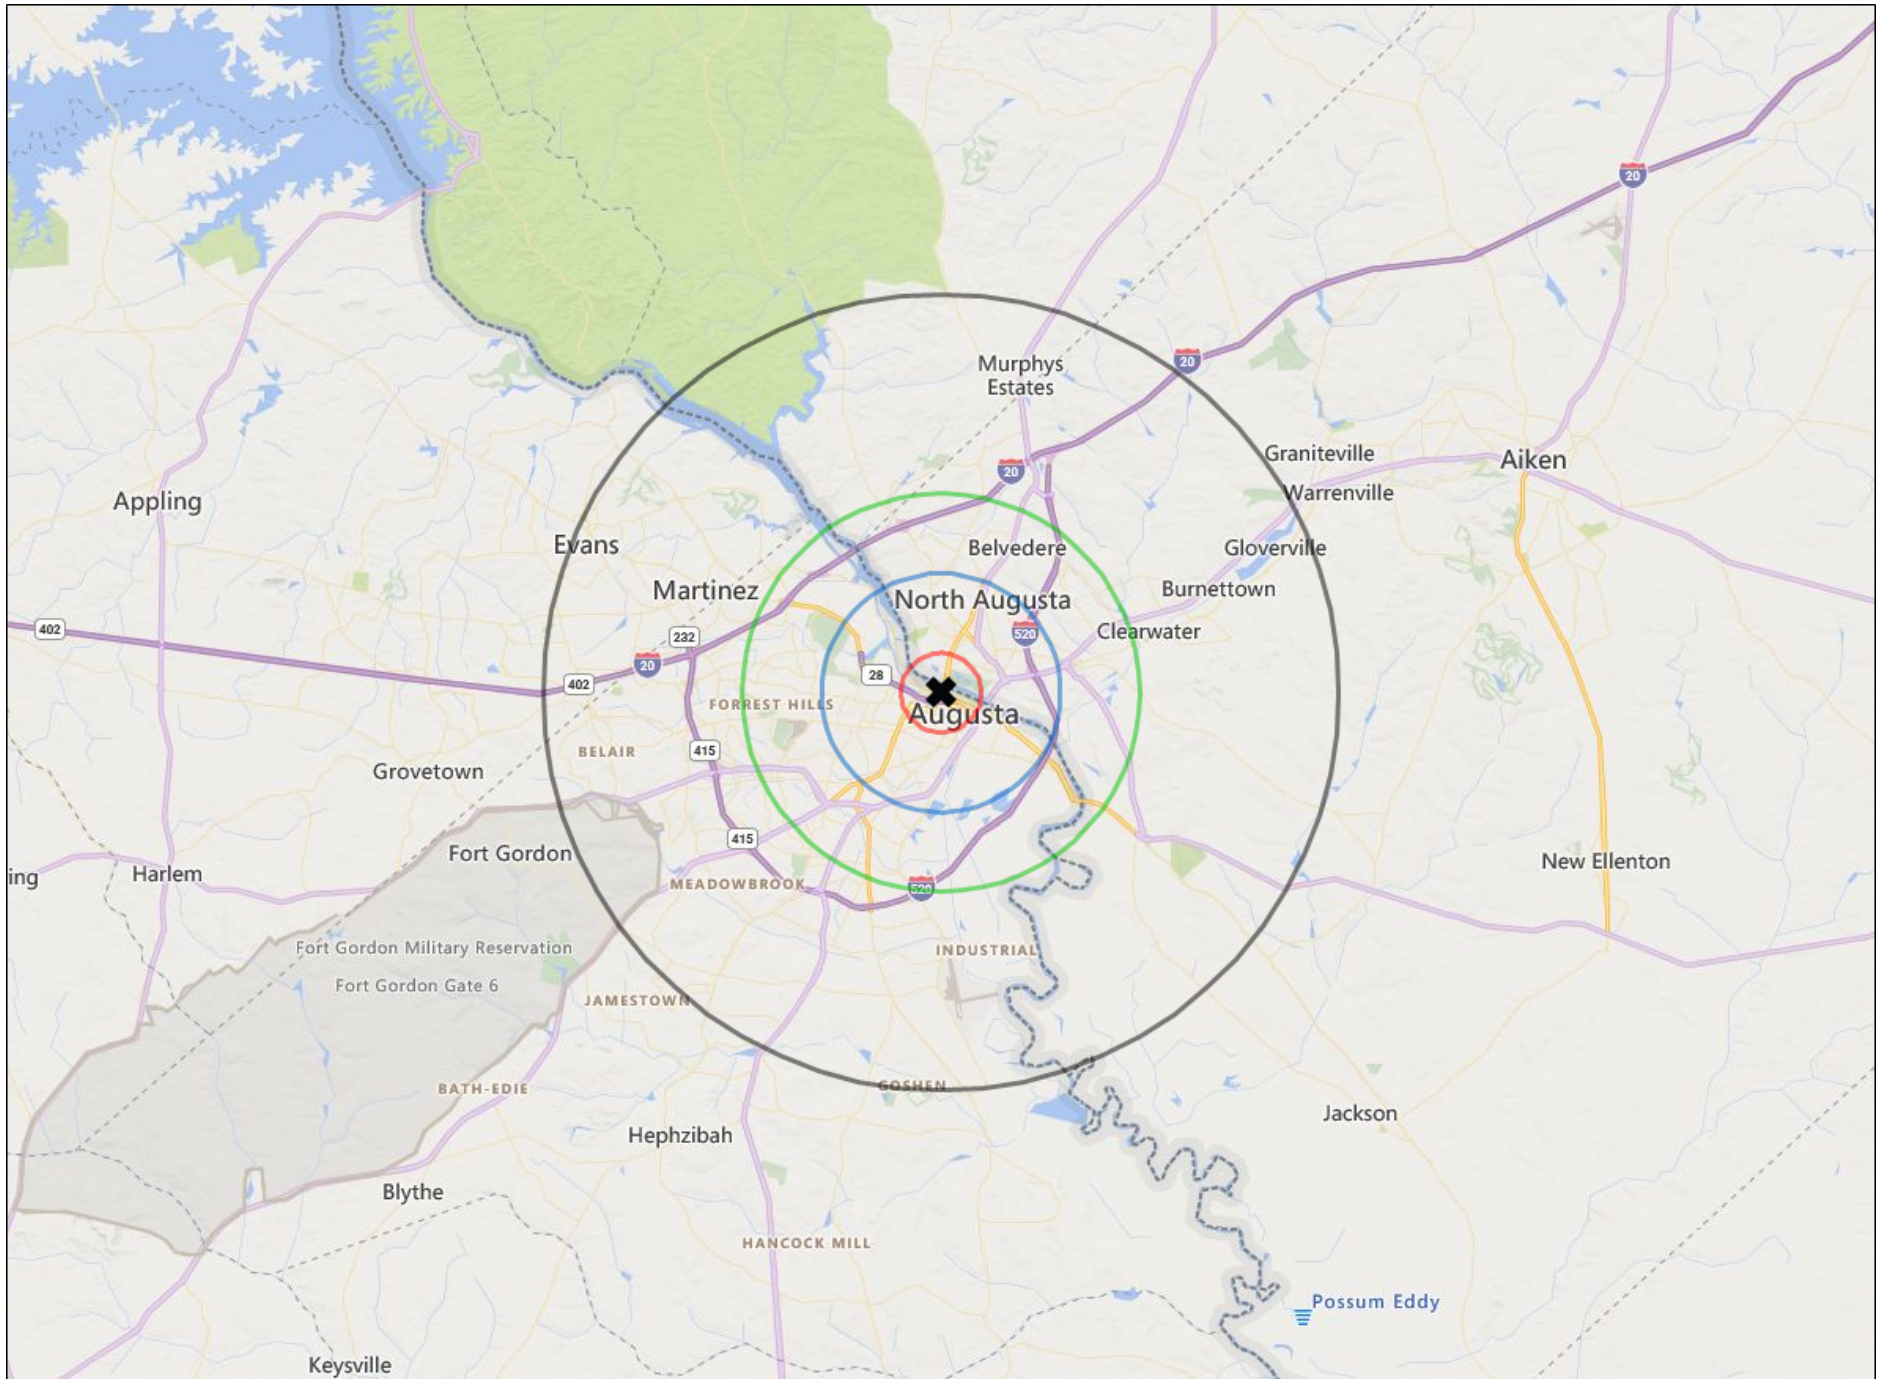 20
20
Murphys
Estates
20
Graniteville
Aiken
Warrenville
Appling
Evans
Belvedere
Gloverville
Martinez
North Augusta
Burnettown
402
232
520
Clearwater
20
28
402
FORREST HILLS
Augusta
BELAIR
415
Grovetown
415
Fort Gordon
New Ellenton
ing
Harlem
MEADOWBROOK
520
Fort Gordon Military Reservation
INDUSTRIAL
Fort Gordon Gate 6
JAMESTOWN
BATH-EDIE
GOSHEN
Jackson
Hephzibah
Blythe
HANCOCK MILL
Possum Eddy
Keysville